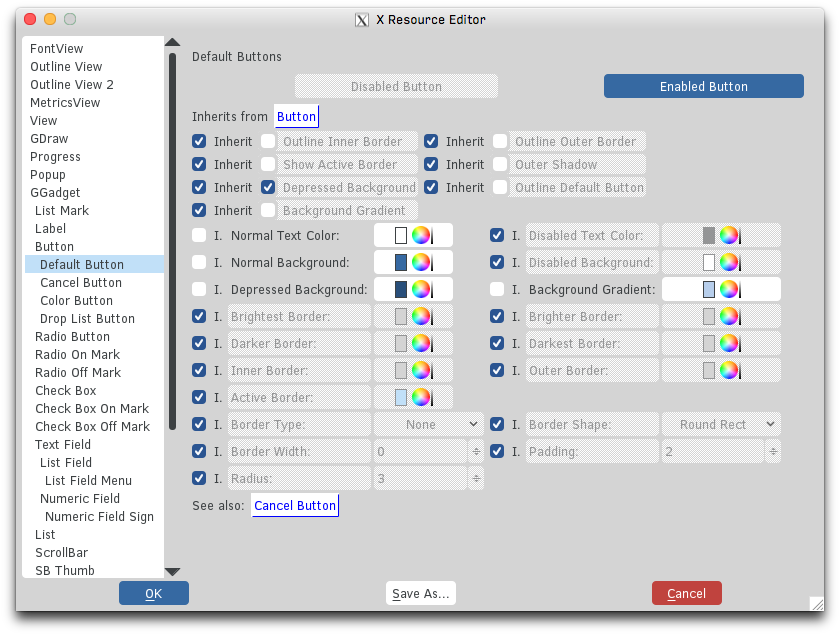 X Resource Editor
FontView
Outline View
Outline View 2
MetricsView
View
GDraw
Progress
Popup
GGadget
List Mark
Label
Button
Default Button
Cancel Button
Color Button
Drop List Button
Radio Button
Radio On Mark
Radio Off Mark
Check Box
Check Box On Mark
Check Box Off Mark
Text Field
List Field
List Field Menu
Numeric Field
Numeric Field Sign
List
ScrollBar
SB Thumb
Default Buttons
Disabled Button Enabled Button
Inherits from Button
Inherit Outline Inner Border Inherit Outline Outer Border
Inherit Show Active Border Inherit Outer Shadow
Inherit Depressed Background Inherit Outline Default Button
Inherit Background Gradient
I. Normal Text Color: I. Disabled Text Color:
I. Normal Background: I. Disabled Background:
I. Depressed Background: I. Background Gradient:
I. Brightest Border: I. Brighter Border:
I. Darker Border: I. Darkest Border:
I. Inner Border: I. Outer Border:
I. Active Border:
I. Border Type: None I. Border Shape: Round Rect
I. Border Width: 0 I. Padding: 2
I. Radius: 3
See also: Cancel Button
OK Save As... Cancel